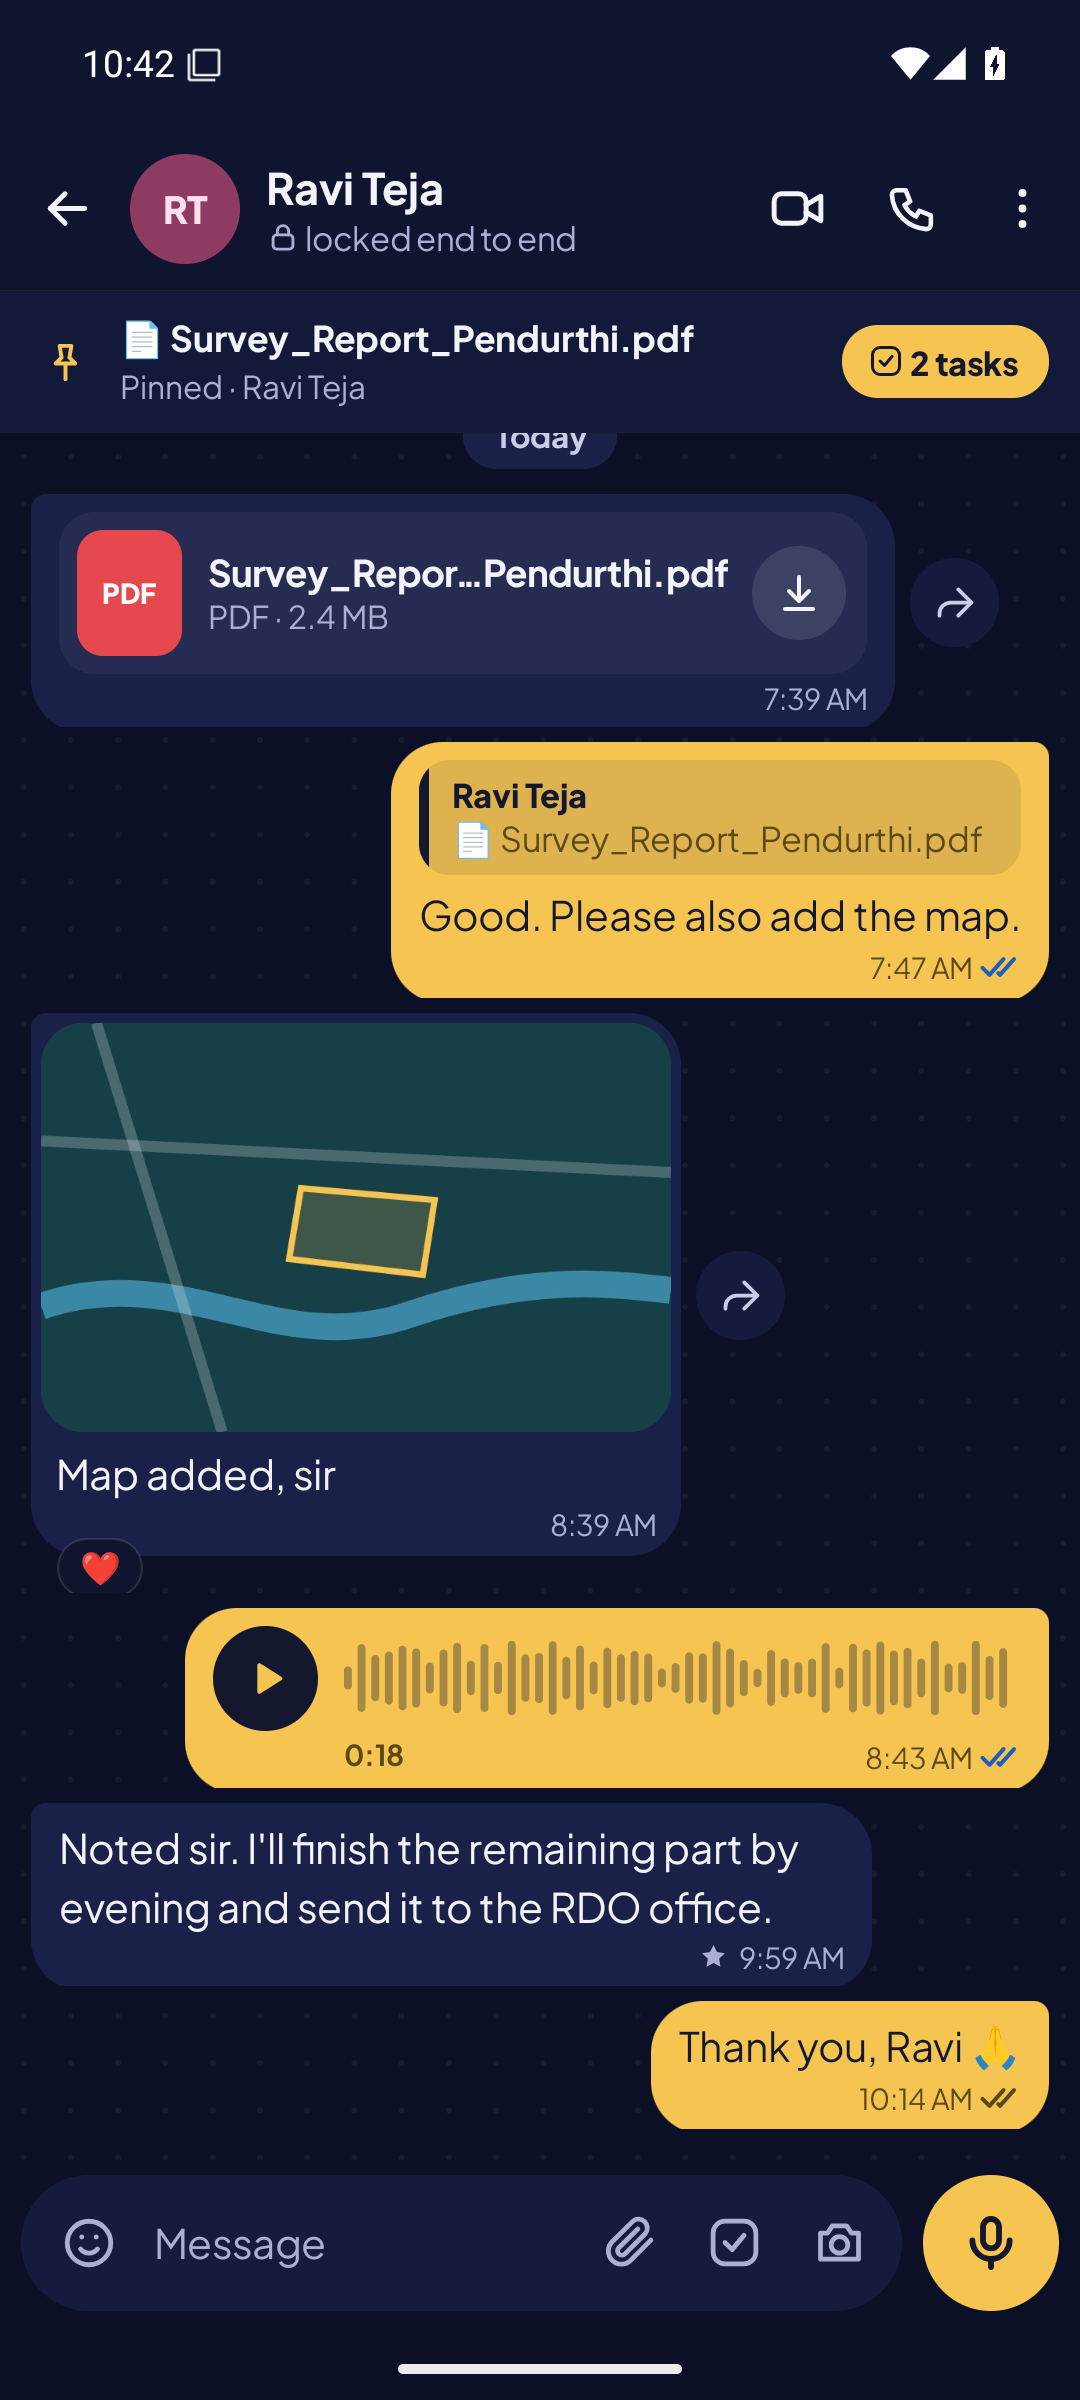 10:42
RT
Ravi Teja
locked end to end
📄 Survey_Report_Pendurthi.pdf
Pinned · Ravi Teja
2 tasks
Today
PDF
Survey_Repor...Pendurthi.pdf
PDF · 2.4 MB
7:39 AM
Ravi Teja
📄 Survey_Report_Pendurthi.pdf
Good. Please also add the map.
7:47 AM
Map added, sir
8:39 AM
❤️
0:18
8:43 AM
Noted sir. I'll finish the remaining part by
evening and send it to the RDO office.
9:59 AM
Thank you, Ravi 🙏
10:14 AM
Message